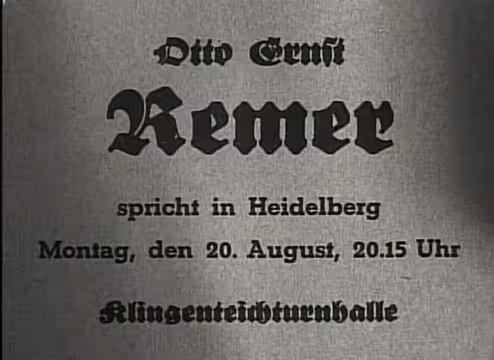 Otto Ernst
Remer
spricht in Heidelberg
Montag, den 20. August, 20.15 Uhr
Klingenteichturnhalle